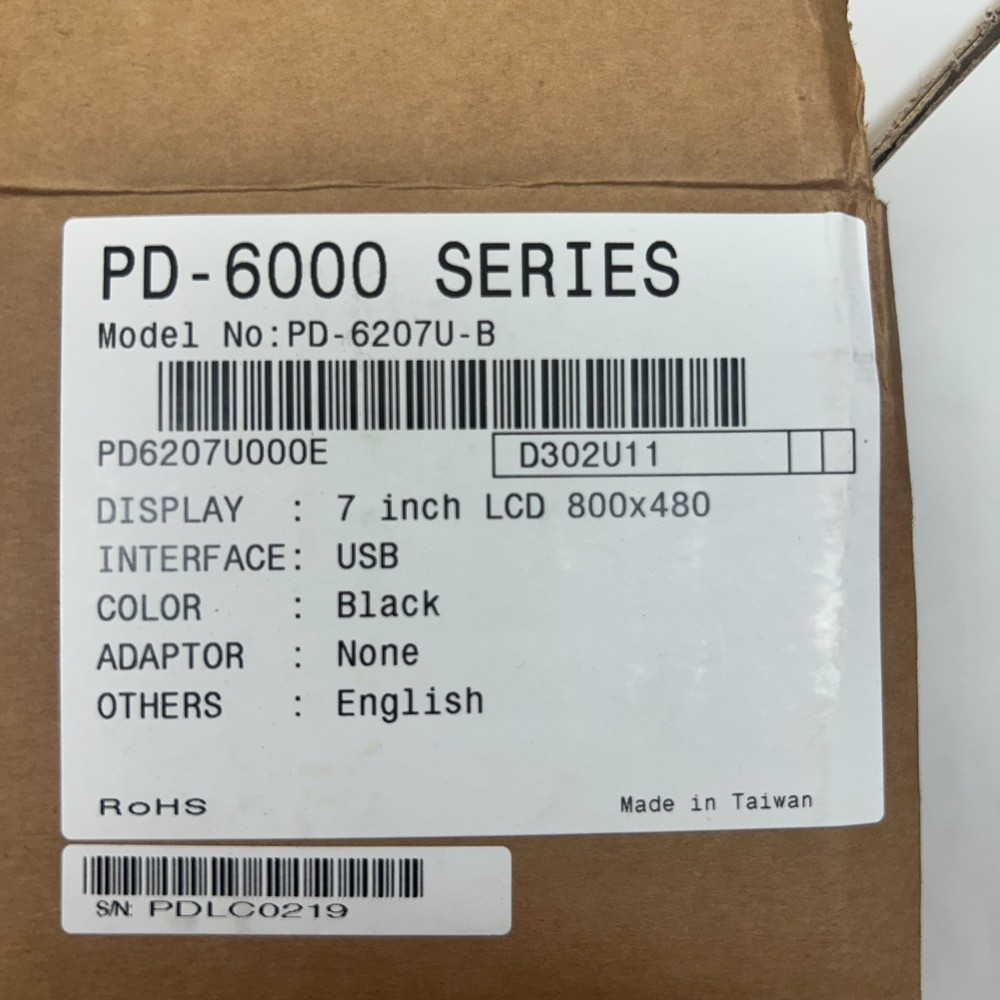 PD-6000 SERIES
Model No:PD-6207U-B
PD6207U000E D302U11
DISPLAY : 7 inch LCD 800x480
INTERFACE: USB
COLOR : Black
ADAPTOR : None
OTHERS : English
RoHS Made in Taiwan
S/N: PDLC0219